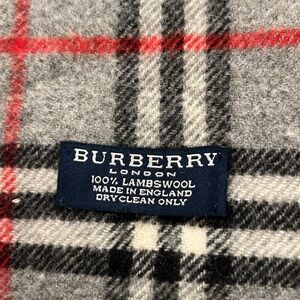 BURBERRY
LONDON
100% LAMBSWOOL
MADE IN ENGLAND
DRY CLEAN ONLY